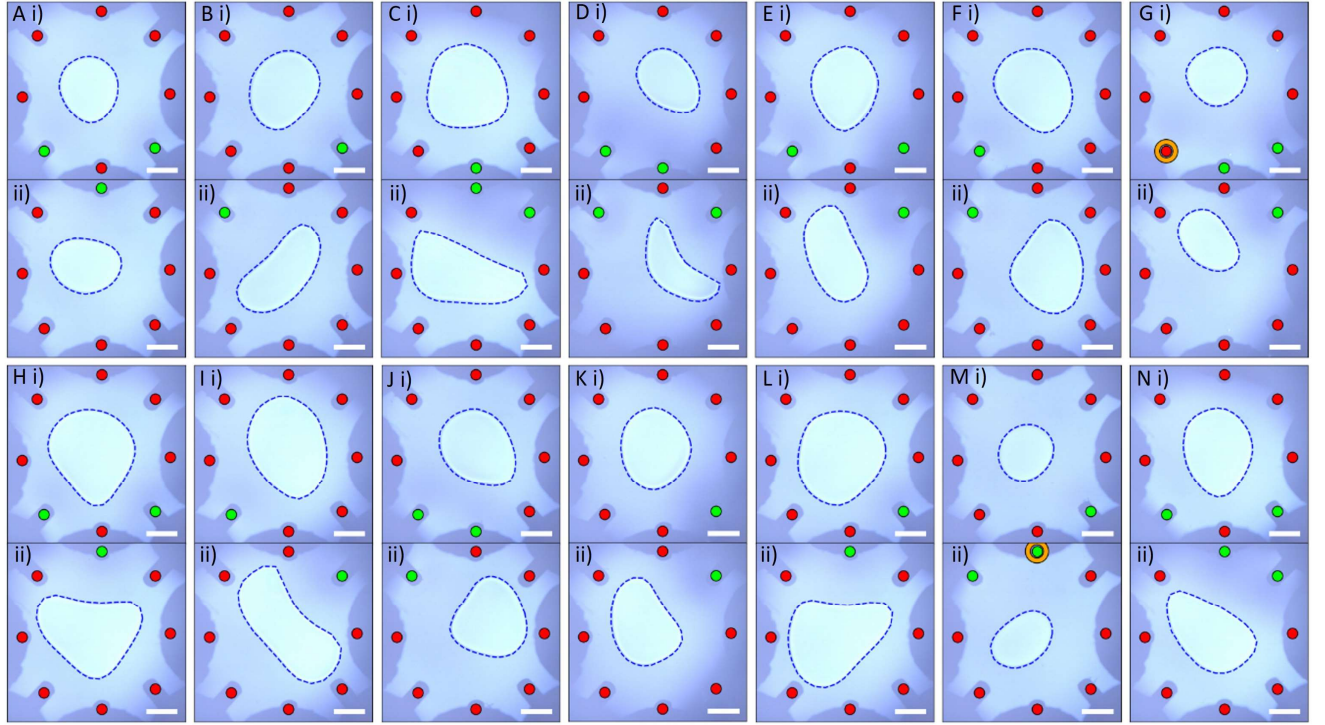 A i) B i) C i) D i) E i) F i) G i)
ii) ii) ii) ii) ii) ii) ii)
H i) I i) J i) K i) L i) M i) N i)
ii) ii) ii) ii) ii) ii) ii)